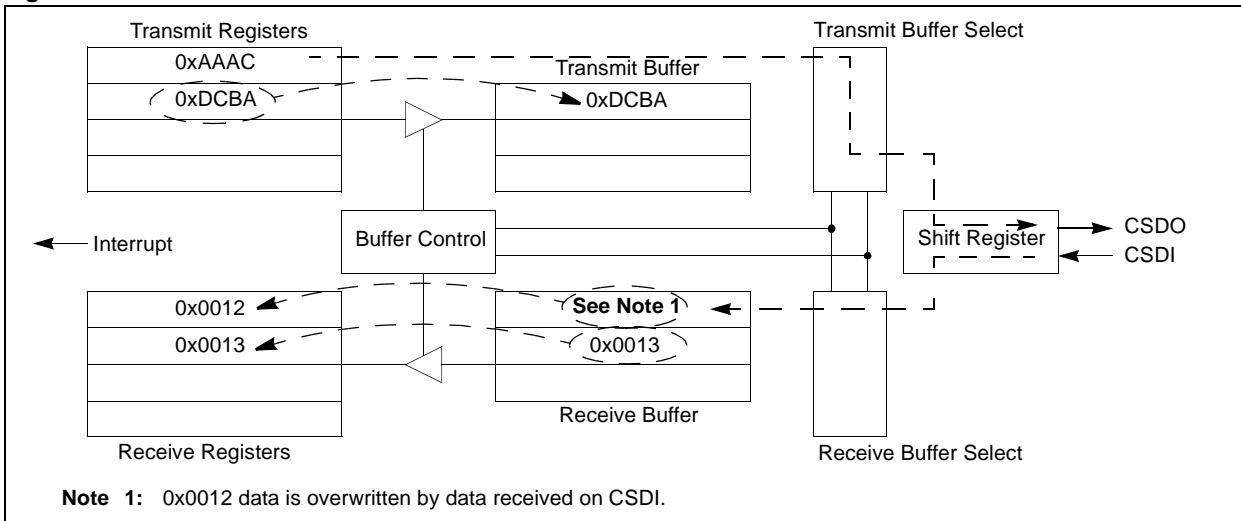 Transmit Registers
Transmit Buffer Select
0xAAAC
Transmit Buffer
0xDCBA
0xDCBA
Interrupt
Buffer Control
Shift Register
CSDO
CSDI
0x0012
See Note 1
0x0013
0x0013
Receive Buffer
Receive Registers
Receive Buffer Select
Note 1: 0x0012 data is overwritten by data received on CSDI.